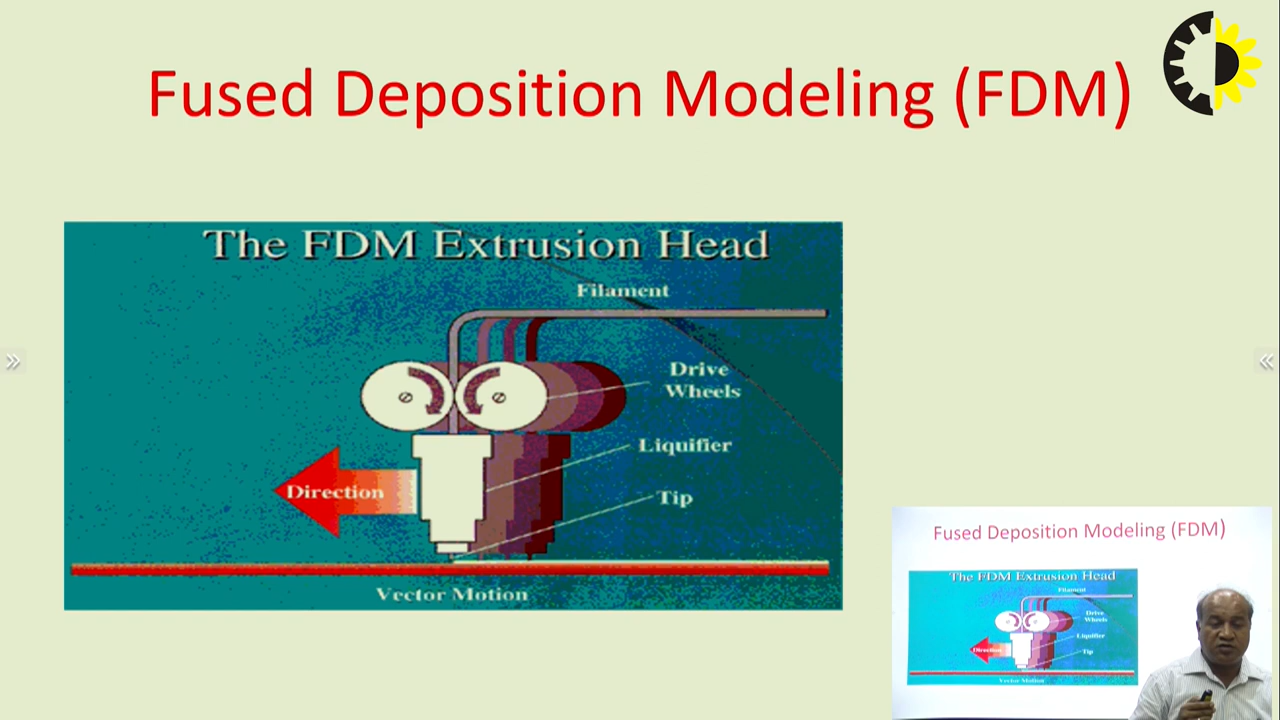 Fused Deposition Modeling (FDM)
The FDM Extrusion Head
Filament
Drive
Wheels
Liquifier
Direction
Tip
Vector Motion
Fused Deposition Modeling (FDM)
The FDM Extrusion Head
Filament
Drive
Wheels
Liquifier
Direction
Tip
Vector Motion